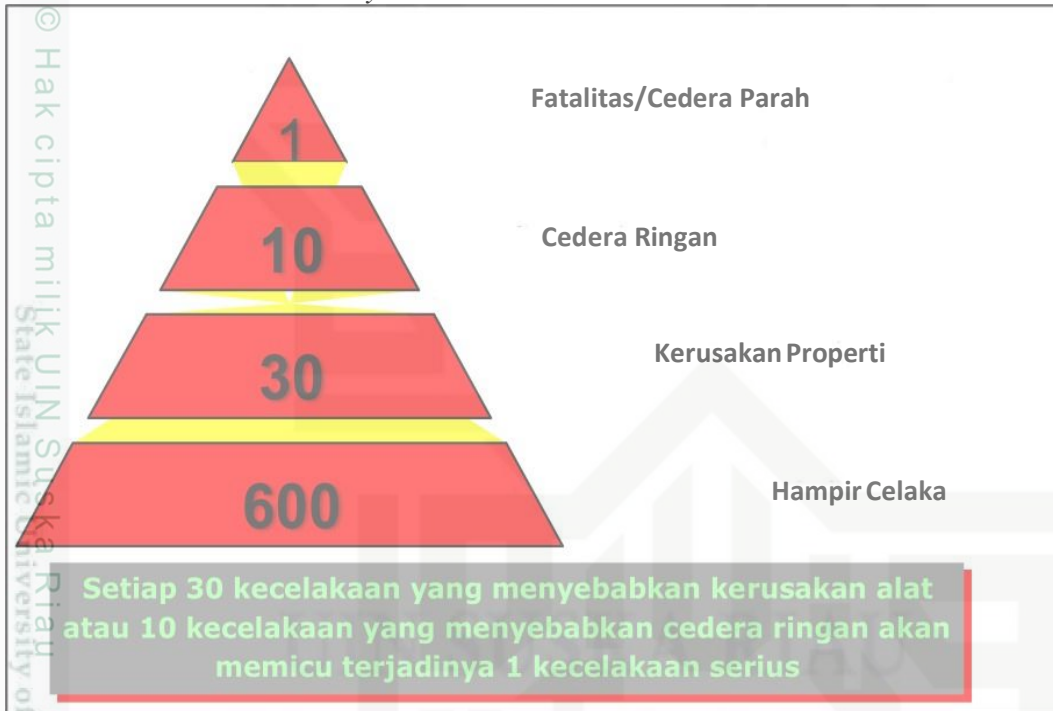 © Hak cipta milik UIN Suska Riau
State Islamic University of
1
Fatalitas/Cedera Parah
10
Cedera Ringan
30
Kerusakan Properti
600
Hampir Celaka
Setiap 30 kecelakaan yang menyebabkan kerusakan alat
atau 10 kecelakaan yang menyebabkan cedera ringan akan
memicu terjadinya 1 kecelakaan serius